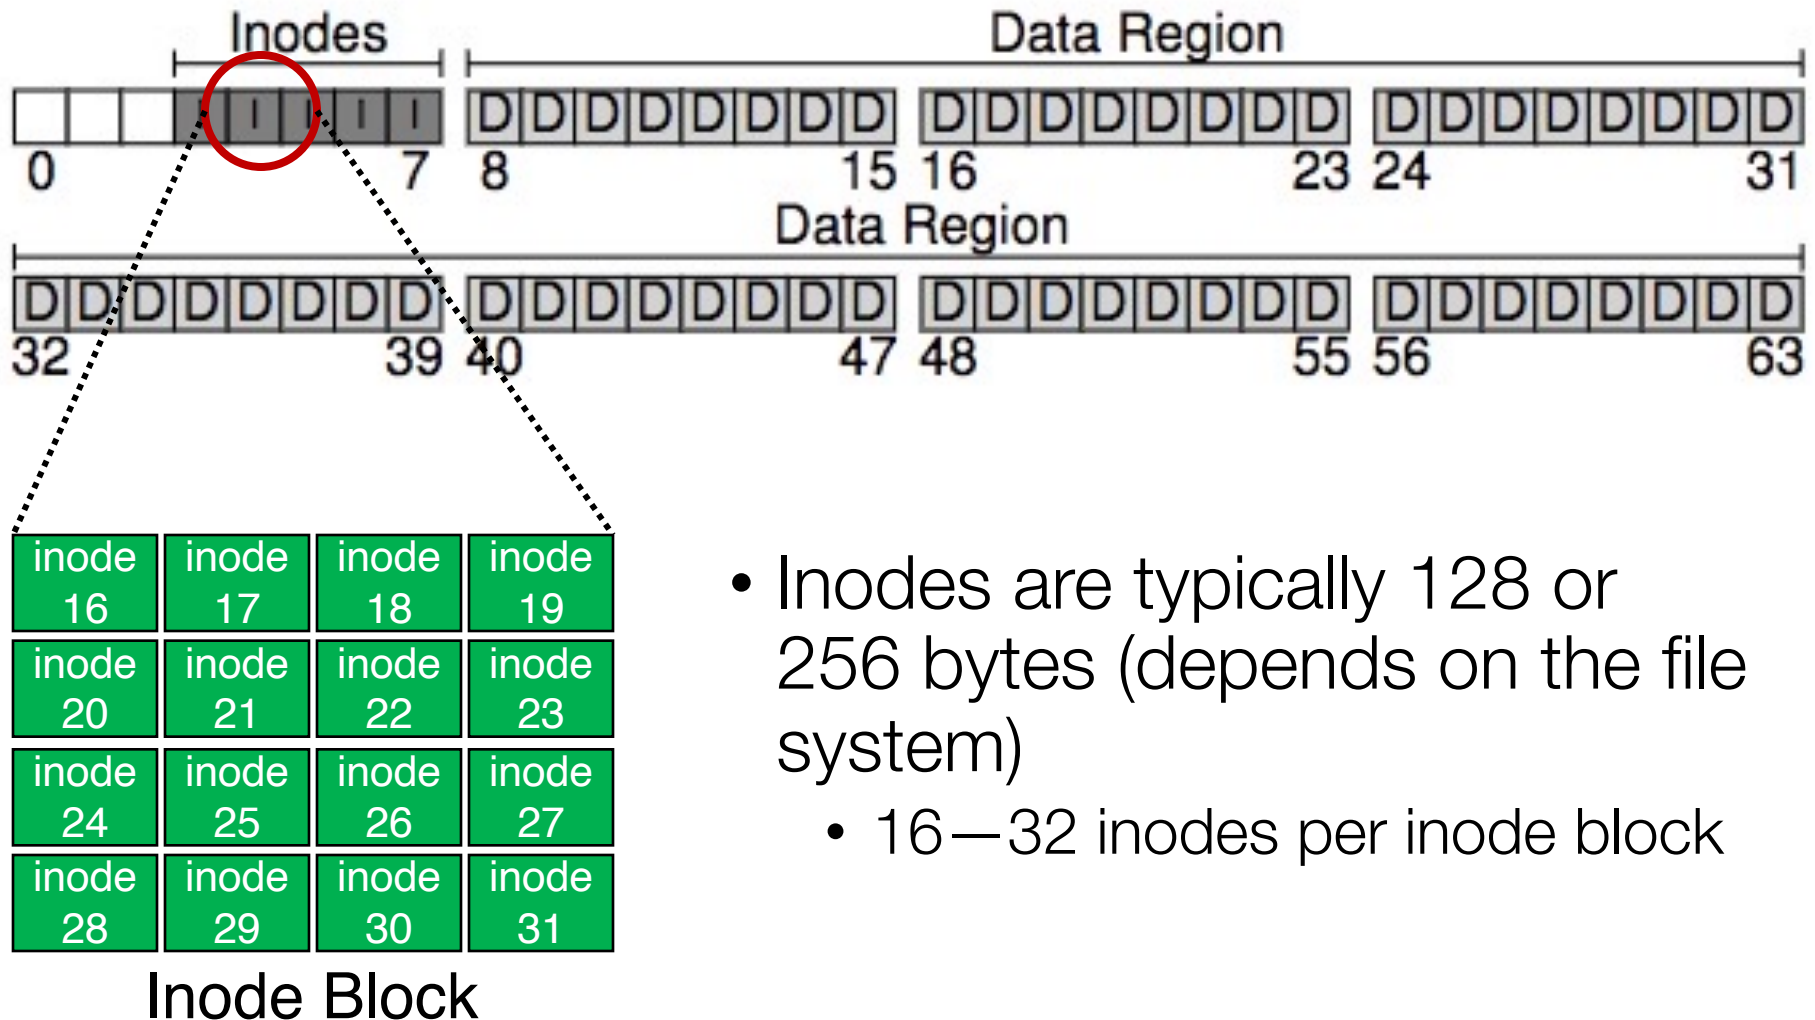 Inodes
Data Region
I I I I I D D D D D D D D D D D D D D D D D D D D D D D D
0 7 8 15 16 23 24 31
Data Region
D D D D D D D D D D D D D D D D D D D D D D D D D D D D D D D D
32 39 40 47 48 55 56 63
inode 16
inode 17
inode 18
inode 19
inode 20
inode 21
inode 22
inode 23
inode 24
inode 25
inode 26
inode 27
inode 28
inode 29
inode 30
inode 31
Inode Block
• Inodes are typically 128 or
256 bytes (depends on the file
system)
• 16—32 inodes per inode block